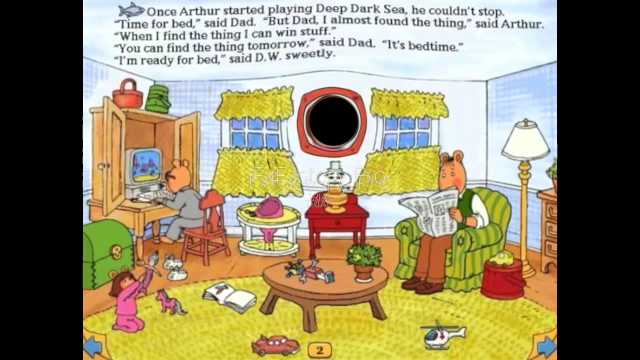 Once Arthur started playing Deep Dark Sea, he couldn't stop.
"Time for bed," said Dad. "But Dad, I almost found the thing," said Arthur.
"When I find the thing I can win stuff."
"You can find the thing tomorrow," said Dad. "It's bedtime."
"I'm ready for bed," said D.W. sweetly.
2